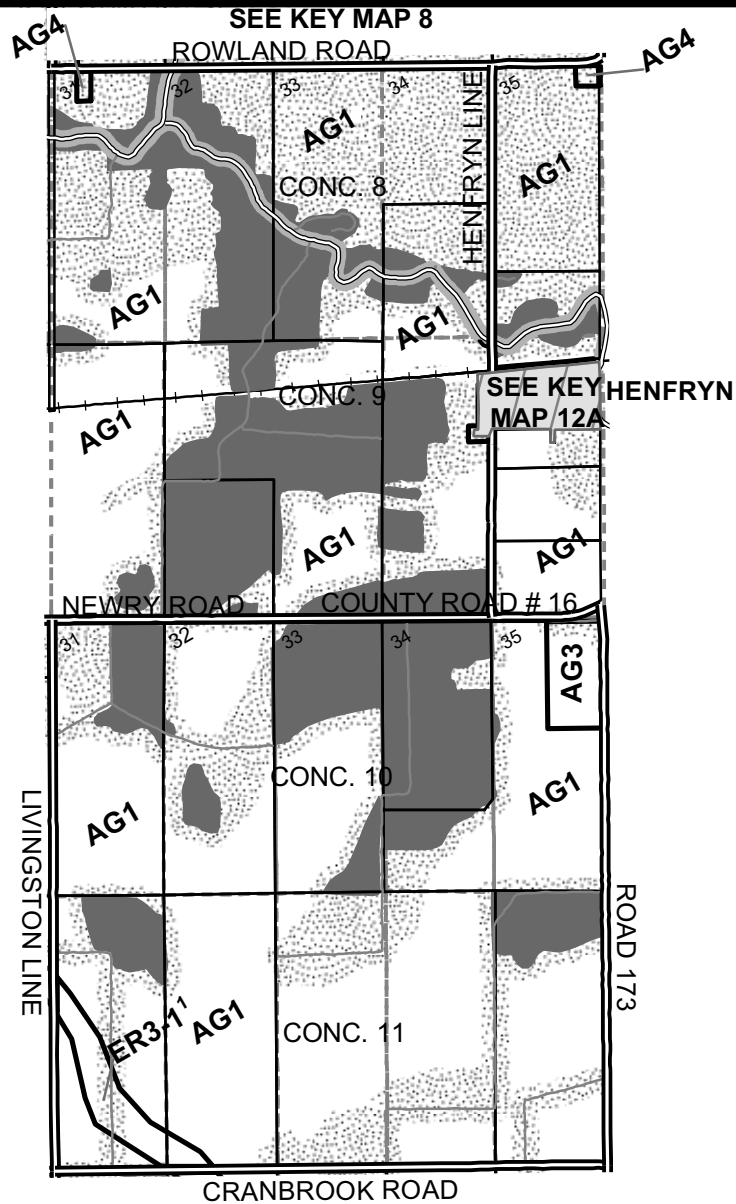 SEE KEY MAP 8
AG4
ROWLAND ROAD
AG4
31
32
33
34
35
HENFRYN LINE
AG1
AG1
CONC. 8
AG1
AG1
CONC. 9
SEE KEY
MAP 12A
HENFRYN
AG1
AG1
AG1
NEWRY ROAD
COUNTY ROAD # 16
31
32
33
34
35
AG3
CONC. 10
AG1
AG1
LIVINGSTON LINE
ROAD 173
ER3-1¹
AG1
CONC. 11
CRANBROOK ROAD